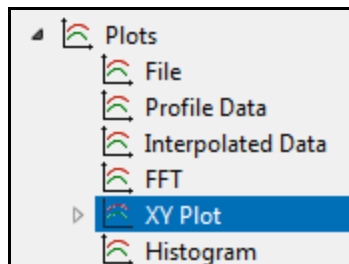 Plots
File
Profile Data
Interpolated Data
FFT
XY Plot
Histogram